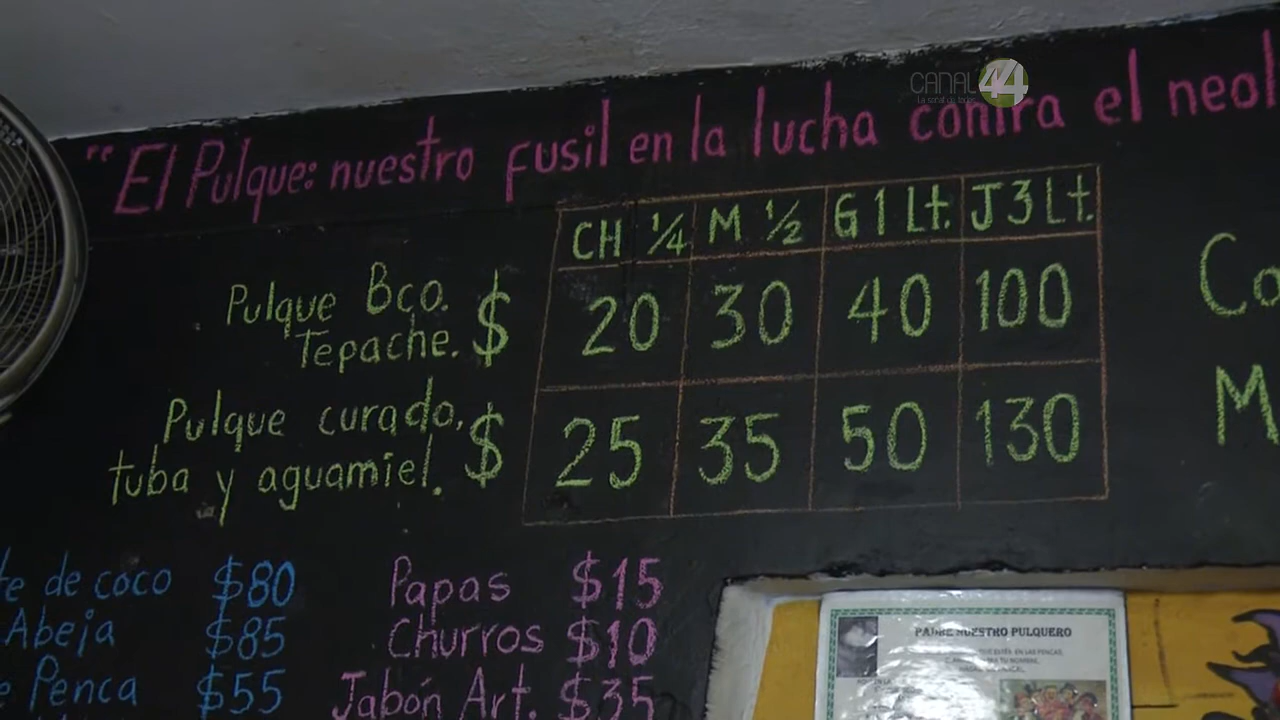 CANAL 44
"El Pulque: nuestro fusil en la lucha contra el neol
CH ¼ M ½ G 1 Lt. J 3 Lt.
Pulque Bco.
Tepache. $ 20 30 40 100
Pulque curado,
tuba y aguamiel. $ 25 35 50 130
Co
M
te de coco $80
Abeja $85
e Penca $55
Papas $15
Churros $10
Jabón Art. $35
PADRE NUESTRO PULQUERO